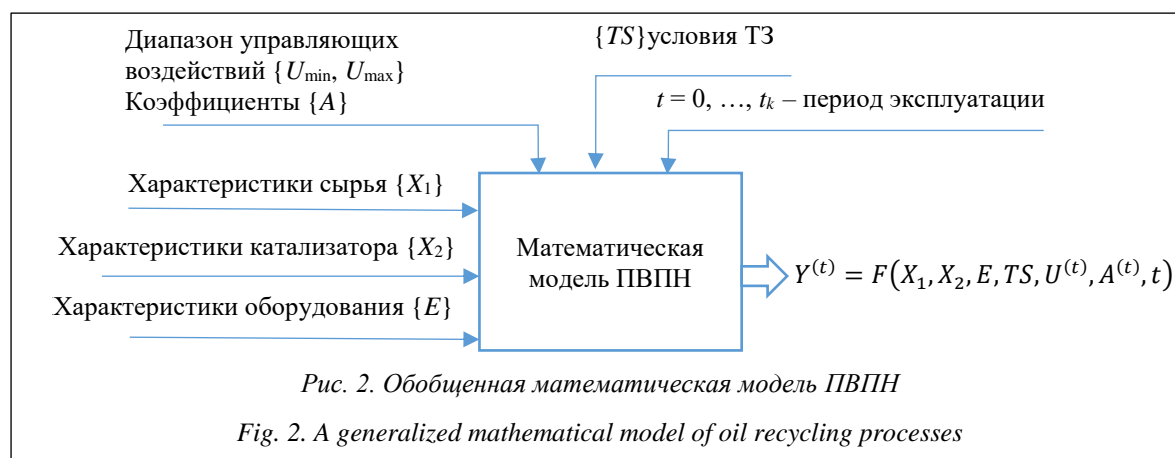 Диапазон управляющих
воздействий {Umin, Umax}
Коэффициенты {A}
{TS}условия ТЗ
t = 0, …, tk – период эксплуатации
Характеристики сырья {X1}
Характеристики катализатора {X2}
Характеристики оборудования {E}
Математическая
модель ПВПН
Y^(t) = F(X1, X2, E, TS, U^(t), A^(t), t)
Рис. 2. Обобщенная математическая модель ПВПН
Fig. 2. A generalized mathematical model of oil recycling processes